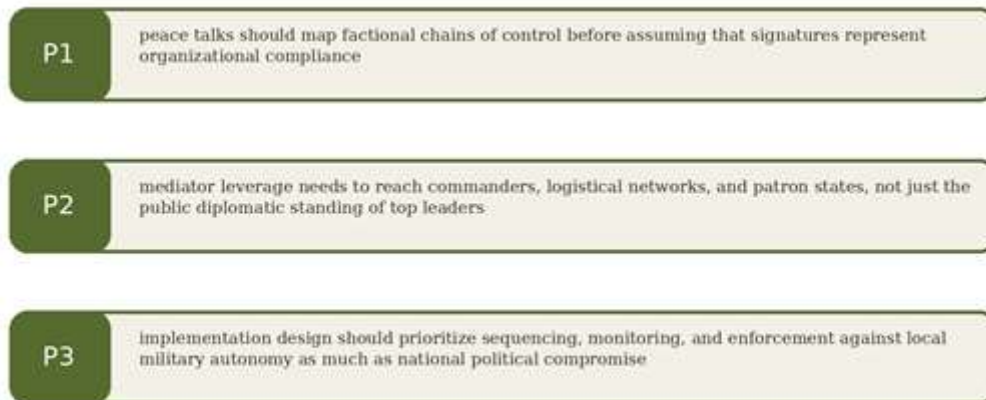 P1
peace talks should map factional chains of control before assuming that signatures represent
organizational compliance
P2
mediator leverage needs to reach commanders, logistical networks, and patron states, not just the
public diplomatic standing of top leaders
P3
implementation design should prioritize sequencing, monitoring, and enforcement against local
military autonomy as much as national political compromise